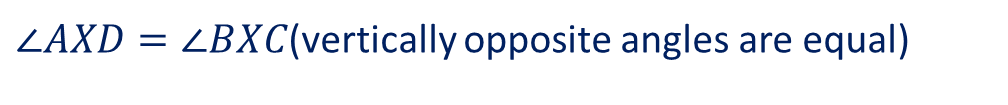 ∠AXD = ∠BXC(vertically opposite angles are equal)